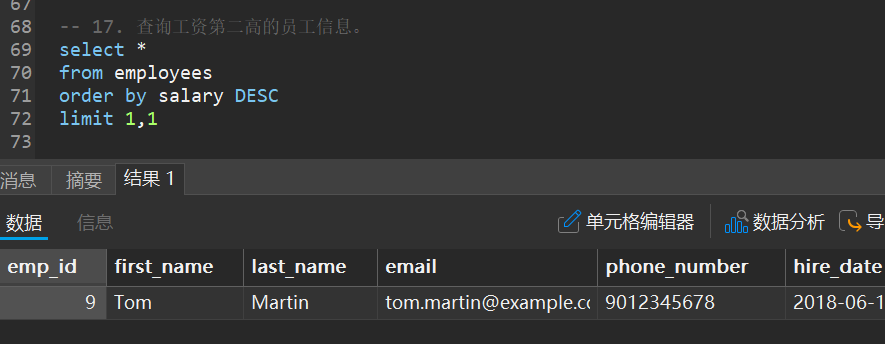 67
68 -- 17. 查询工资第二高的员工信息。
69 select *
70 from employees
71 order by salary DESC
72 limit 1,1
73
消息 摘要 结果 1
数据 信息 单元格编辑器 数据分析 导
emp_id first_name last_name email phone_number hire_date
9 Tom Martin tom.martin@example.co 9012345678 2018-06-1